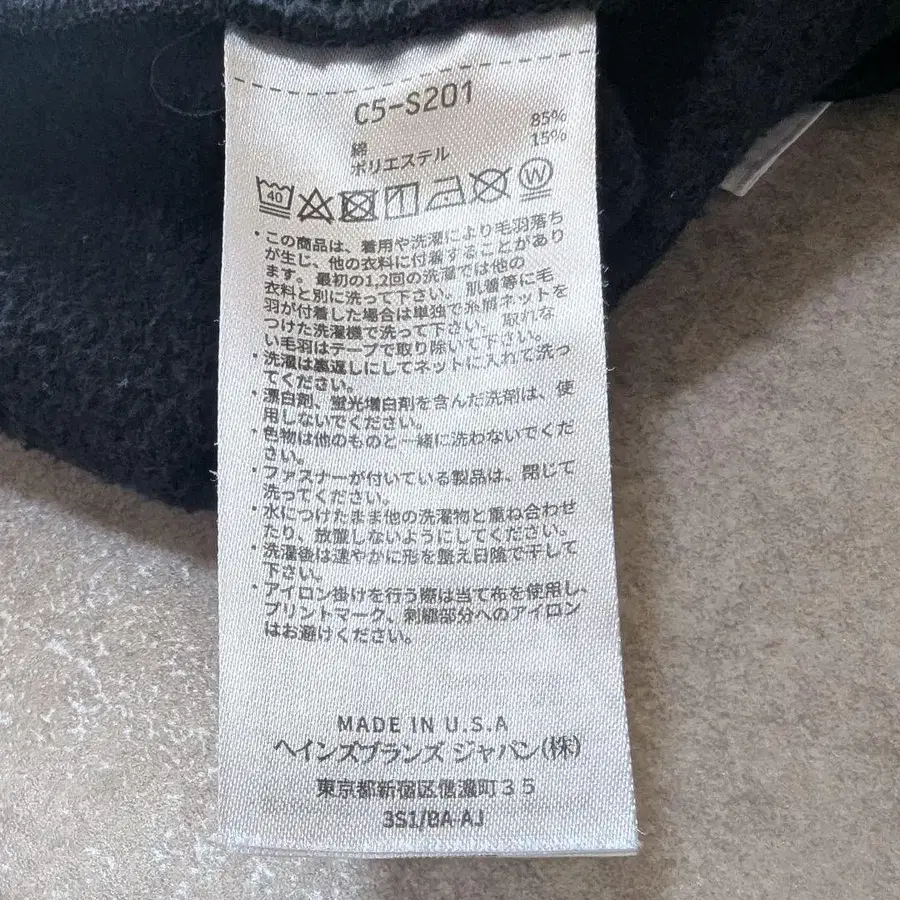 C5-S201
綿 85%
ポリエステル 15%
40
W
・この商品は、着用や洗濯により毛羽落ち
が生じ、他の衣料に付着することがあり
ます。最初の1,2回の洗濯では他の
衣料と別に洗って下さい。肌着等に毛
羽が付着した場合は単独で糸屑ネットを
つけた洗濯機で洗って下さい。取れな
い毛羽はテープで取り除いて下さい。
・洗濯は裏返しにしてネットに入れて洗っ
てください。
・漂白剤、蛍光増白剤を含んだ洗剤は、使
用しないでください。
・色物は他のものと一緒に洗わないでくだ
さい。
・ファスナーが付いている製品は、閉じて
洗ってください。
・水につけたまま他の洗濯物と重ね合わせ
たり、放置しないようにしてください。
・洗濯後は速やかに形を整え日陰で干して
下さい。
・アイロン掛けを行う際は当て布を使用し、
プリントマーク、刺繍部分へのアイロン
はお避けください。
MADE IN U.S.A
ヘインズブランズ ジャパン(株)
東京都新宿区信濃町35
3S1/BA-AJ